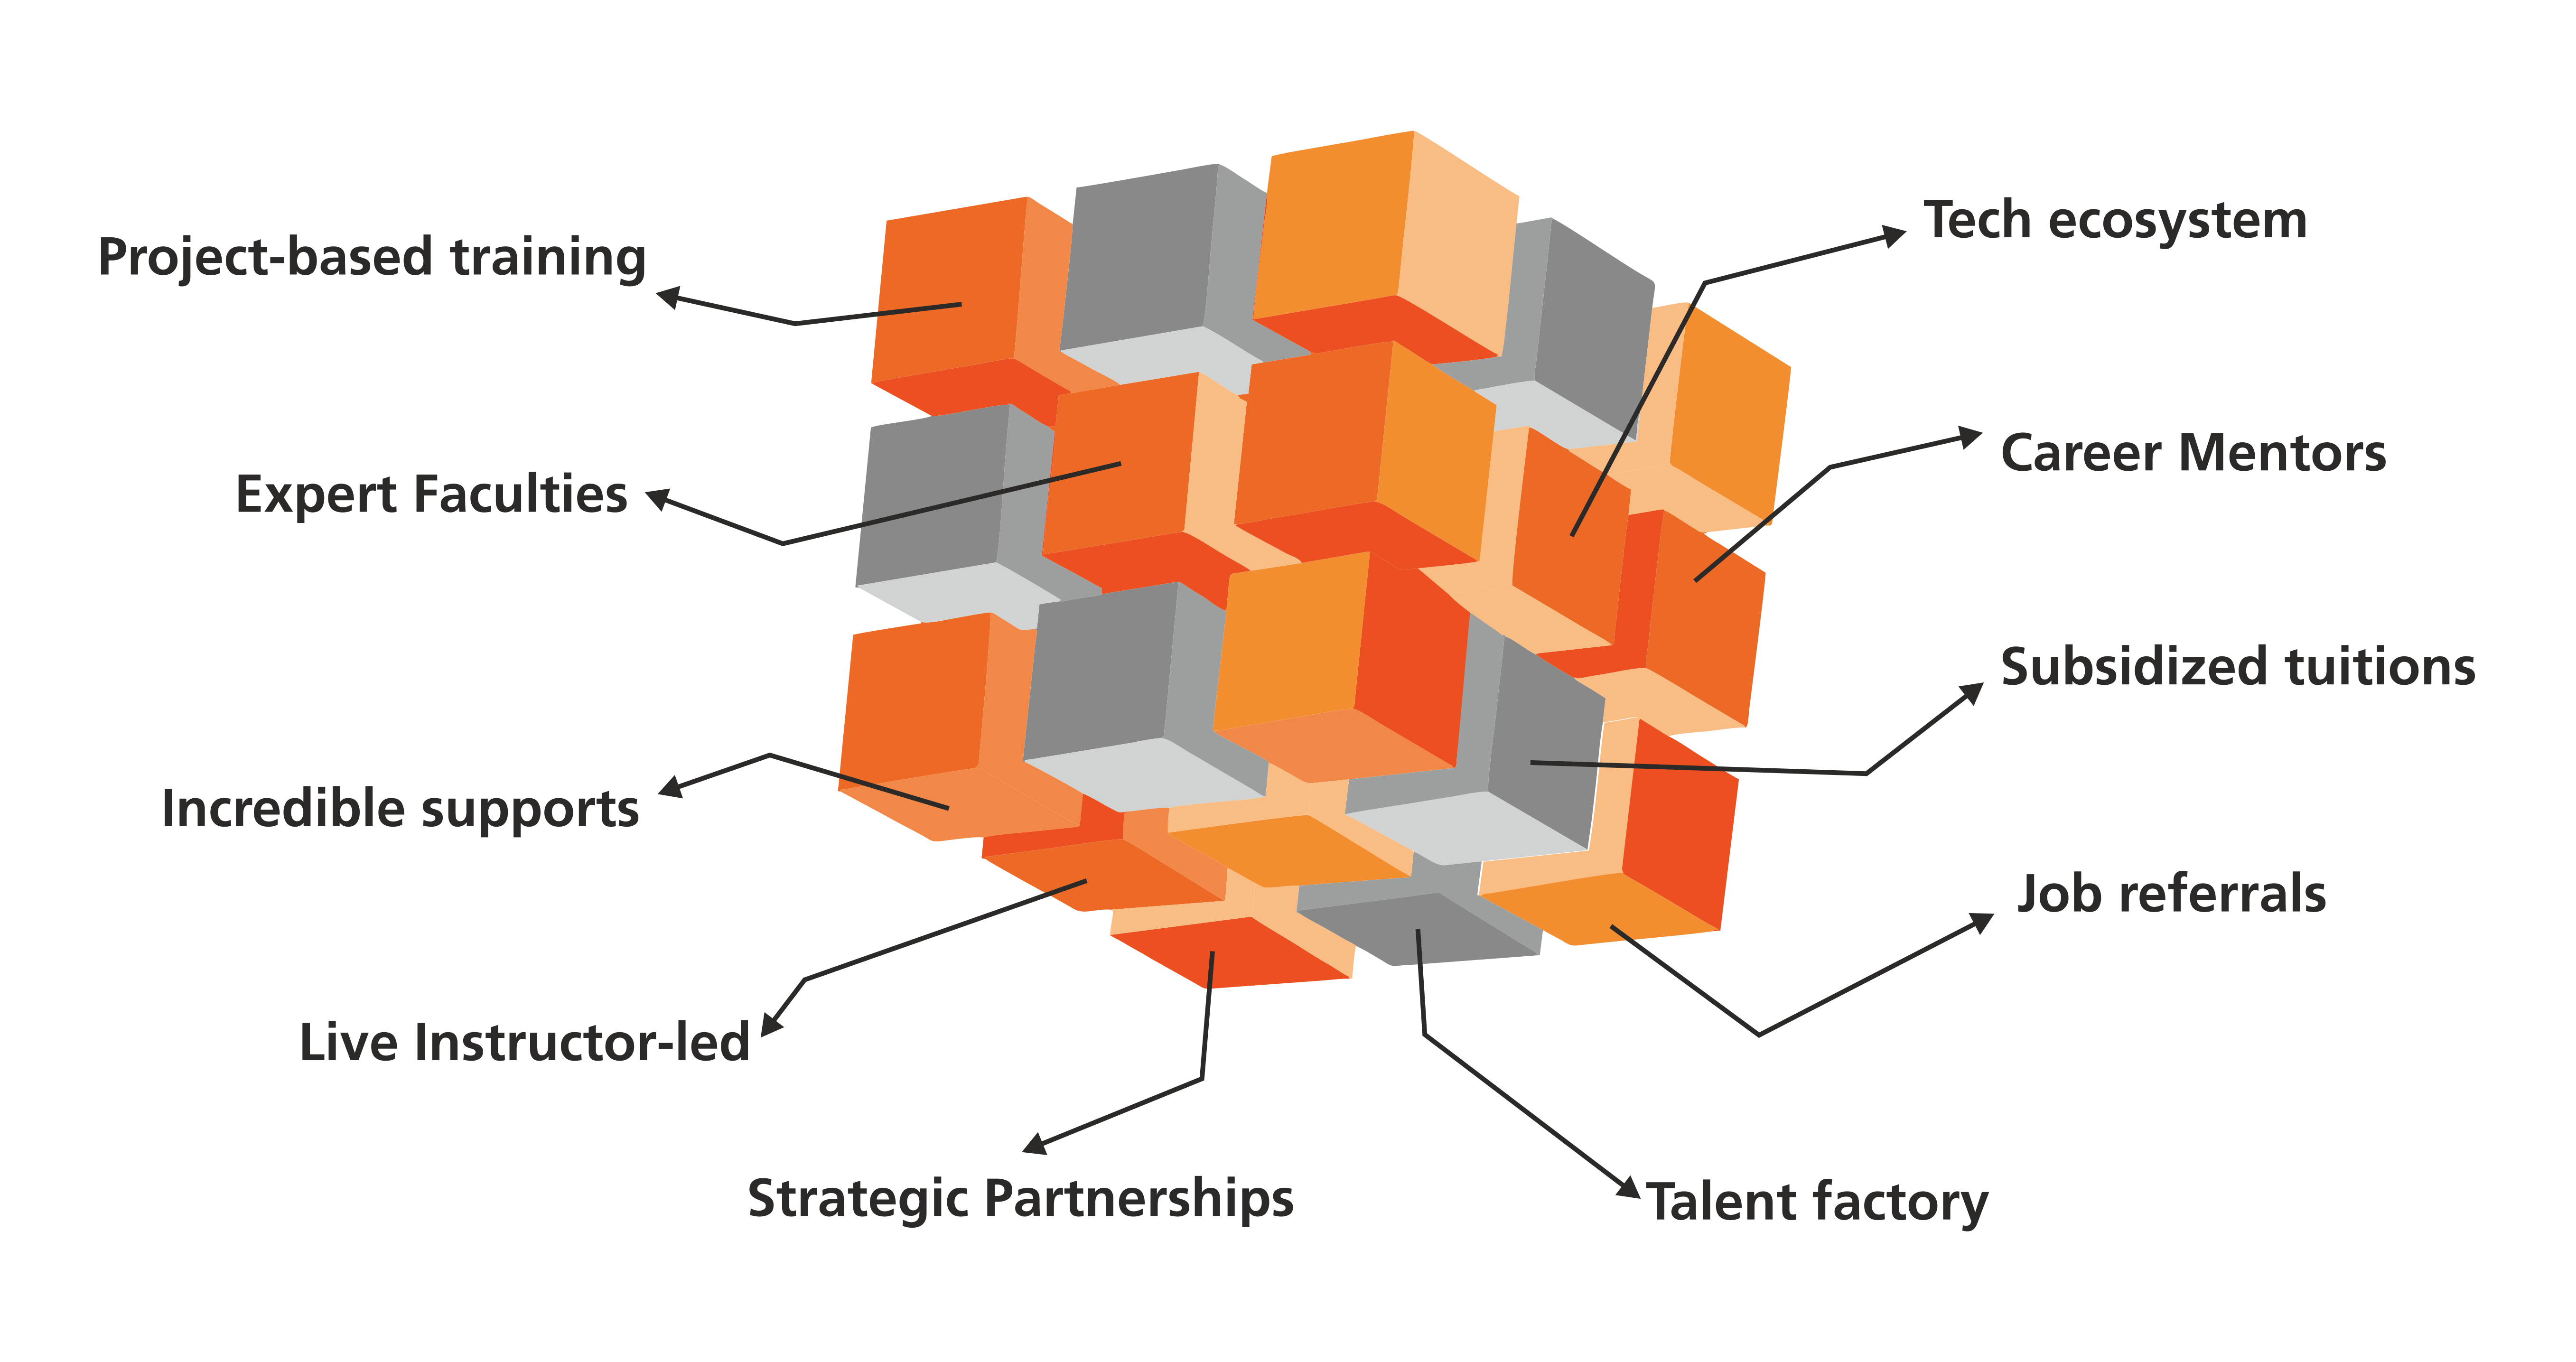 Project-based training
Expert Faculties
Incredible supports
Live Instructor-led
Strategic Partnerships
Tech ecosystem
Career Mentors
Subsidized tuitions
Job referrals
Talent factory